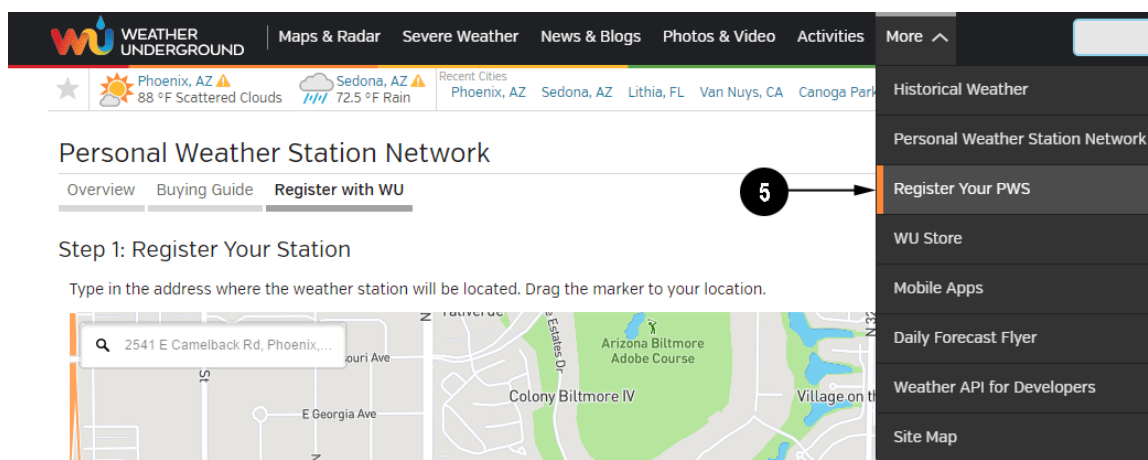 WEATHER
UNDERGROUND
Maps & Radar Severe Weather News & Blogs Photos & Video Activities More
Phoenix, AZ
88 °F Scattered Clouds
Sedona, AZ
72.5 °F Rain
Recent Cities
Phoenix, AZ Sedona, AZ Lithia, FL Van Nuys, CA Canoga Park
Historical Weather
Personal Weather Station Network
Register Your PWS
WU Store
Mobile Apps
Daily Forecast Flyer
Weather API for Developers
Site Map
Personal Weather Station Network
Overview Buying Guide Register with WU
5
Step 1: Register Your Station
Type in the address where the weather station will be located. Drag the marker to your location.
2541 E Camelback Rd, Phoenix,...
ouri Ave
St
E Georgia Ave
N
N
Estates Dr
Arizona Biltmore
Adobe Course
Colony Biltmore IV
Village on th
N 32